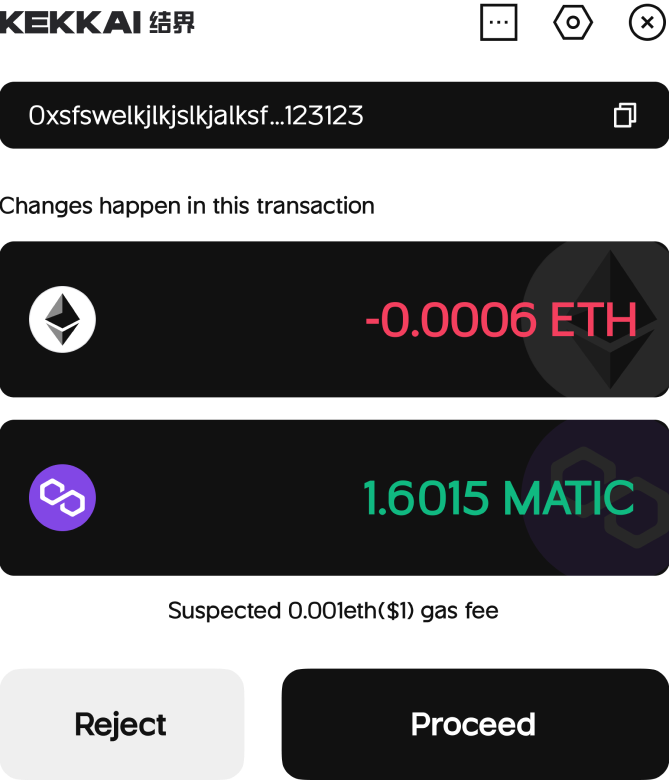 KEKKAI 结界
0xsfswelkjlkjslkjalksf...123123
Changes happen in this transaction
-0.0006 ETH
1.6015 MATIC
Suspected 0.001eth($1) gas fee
Reject
Proceed